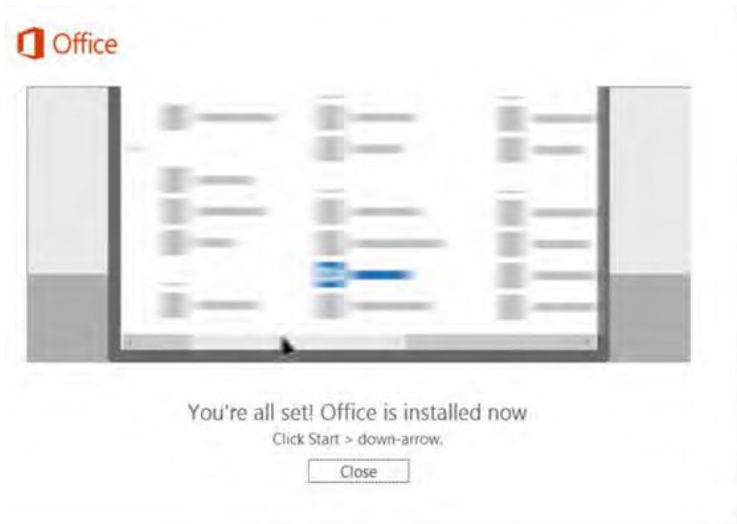 Office
You're all set! Office is installed now
Click Start > down-arrow.
Close